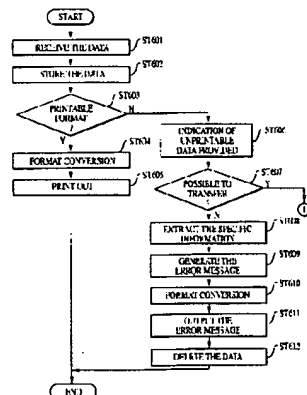 START
RECEIVE THE DATA
ST601
STORE THE DATA
ST602
PRINTABLE FORMAT
ST603
N
Y
FORMAT CONVERSION
ST604
PRINT OUT
ST605
INDICATION OF UNPRINTABLE DATA PROVIDED
ST606
POSSIBLE TO TRANSFER
ST607
Y
1
N
EXTRACT THE SPECIFIC INFORMATION
ST608
GENERATE THE ERROR MESSAGE
ST609
FORMAT CONVERSION
ST610
OUTPUT THE ERROR MESSAGE
ST611
DELETE THE DATA
ST612
END